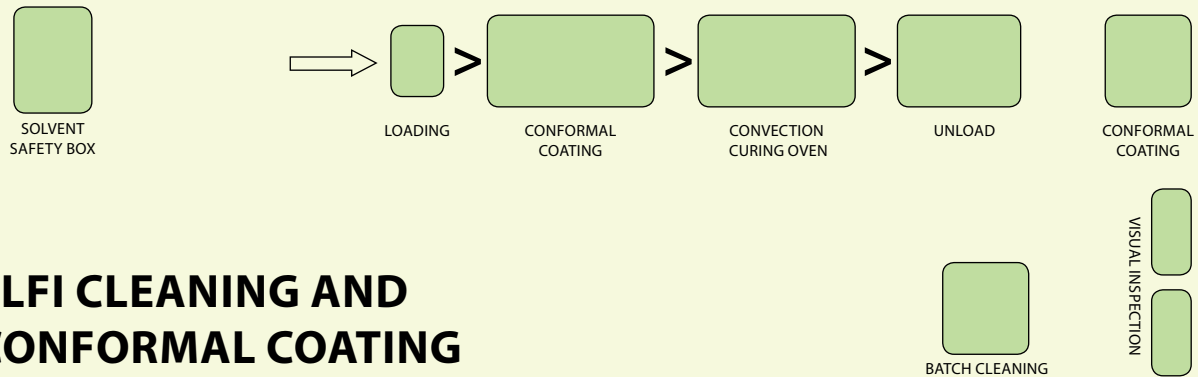 SOLVENT
SAFETY BOX
>
LOADING
>
CONFORMAL
COATING
>
CONVECTION
CURING OVEN
UNLOAD
CONFORMAL
COATING
VISUAL INSPECTION
LFI CLEANING AND
CONFORMAL COATING
BATCH CLEANING